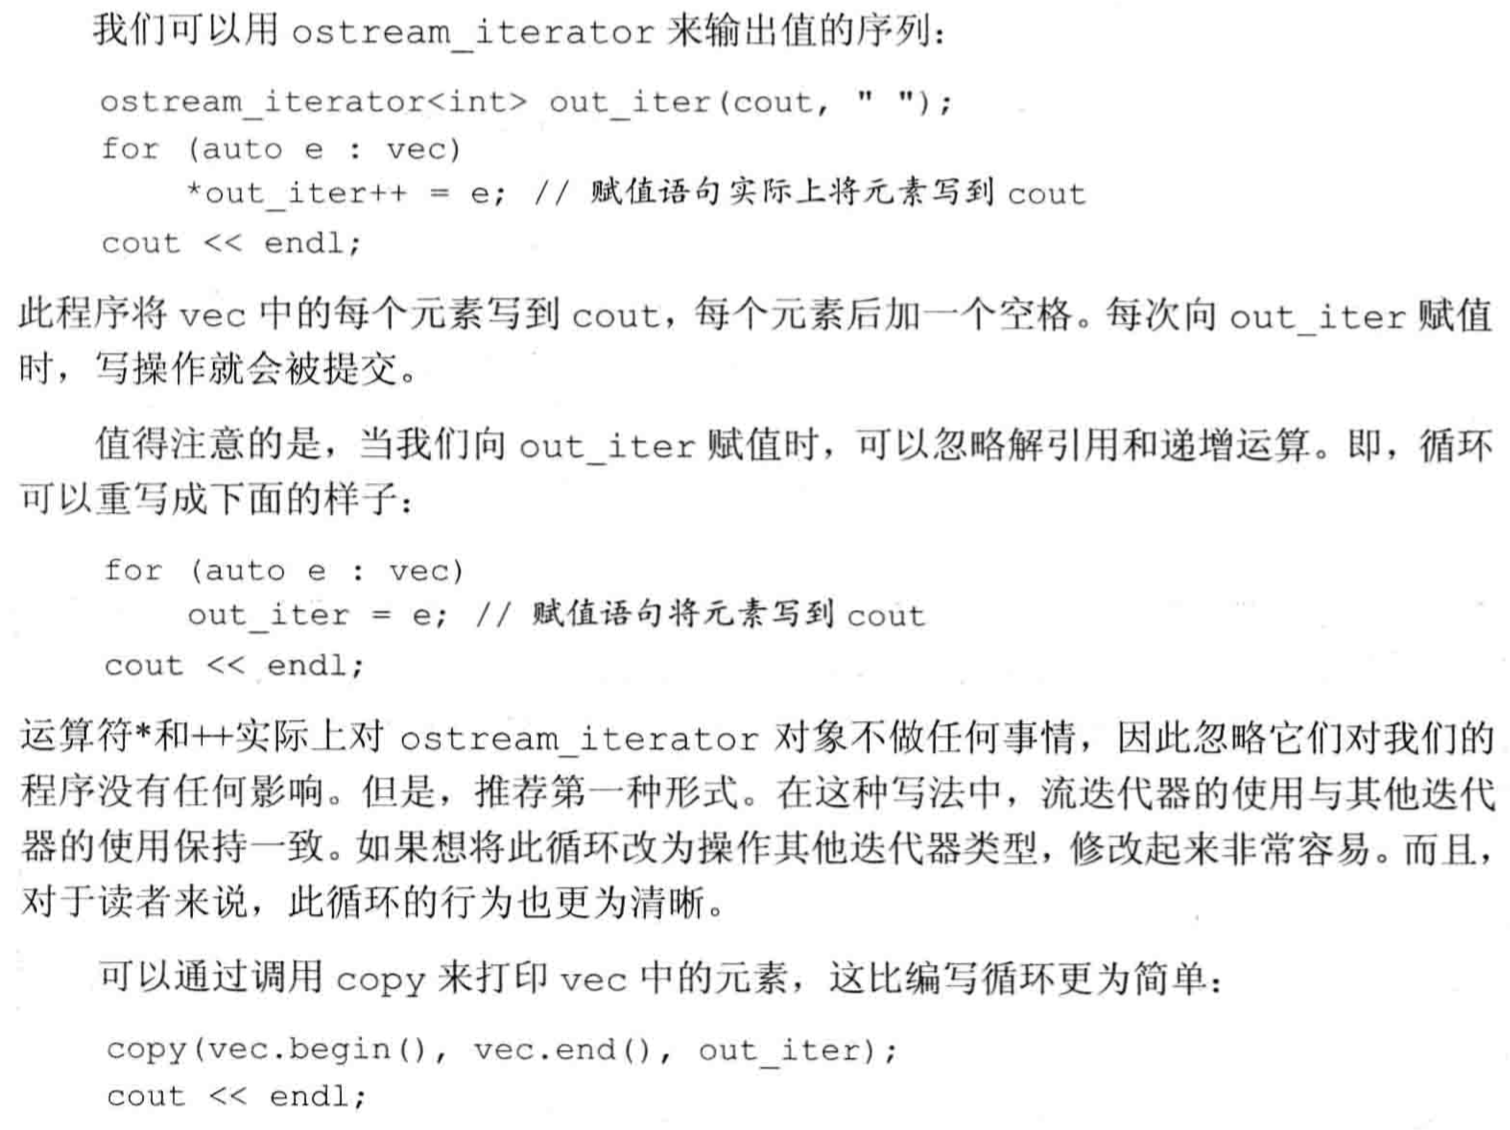 我们可以用 ostream_iterator 来输出值的序列：
ostream_iterator<int> out_iter(cout, " ");
for (auto e : vec)
    *out_iter++ = e; // 赋值语句实际上将元素写到 cout
cout << endl;
此程序将 vec 中的每个元素写到 cout，每个元素后加一个空格。每次向 out_iter 赋值
时，写操作就会被提交。
值得注意的是，当我们向 out_iter 赋值时，可以忽略解引用和递增运算。即，循环
可以重写成下面的样子：
for (auto e : vec)
    out_iter = e; // 赋值语句将元素写到 cout
cout << endl;
运算符*和++实际上对 ostream_iterator 对象不做任何事情，因此忽略它们对我们的
程序没有任何影响。但是，推荐第一种形式。在这种写法中，流迭代器的使用与其他迭代
器的使用保持一致。如果想将此循环改为操作其他迭代器类型，修改起来非常容易。而且，
对于读者来说，此循环的行为也更为清晰。
可以通过调用 copy 来打印 vec 中的元素，这比编写循环更为简单：
copy(vec.begin(), vec.end(), out_iter);
cout << endl;